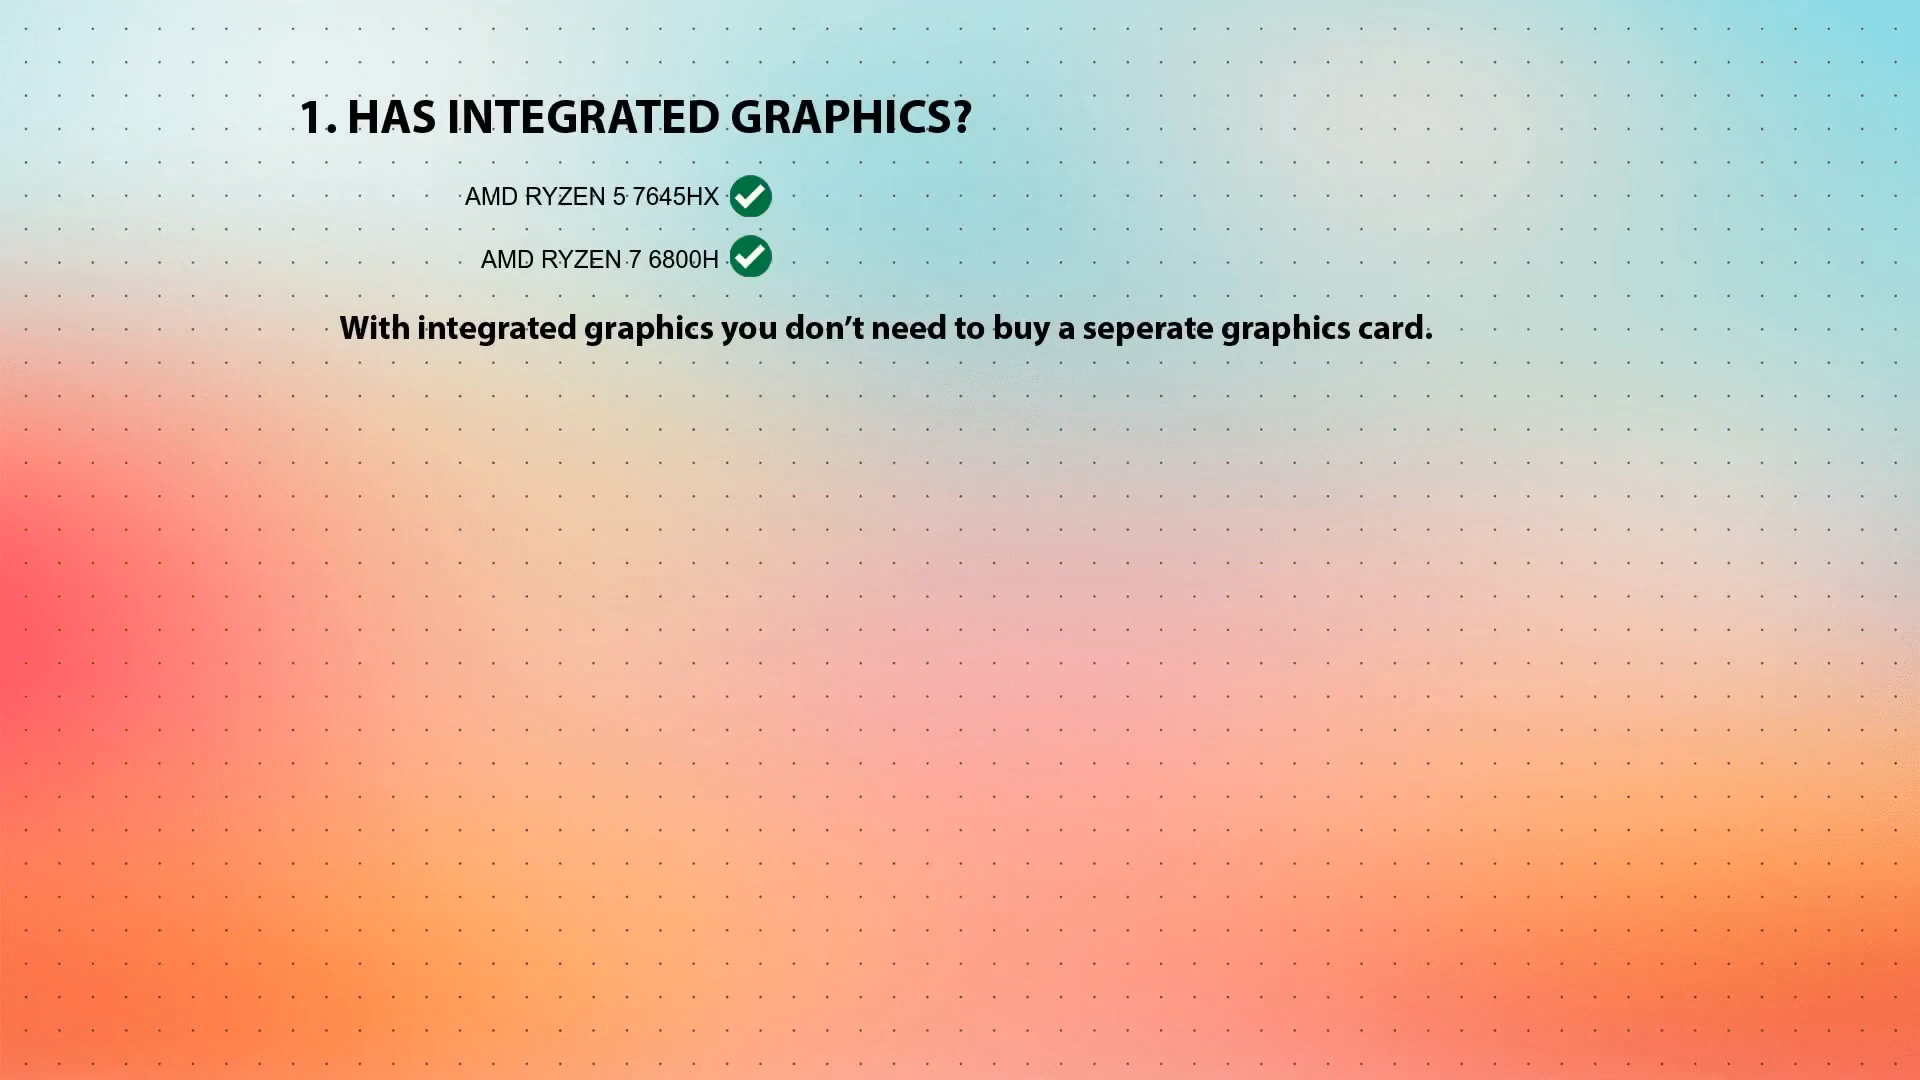 1. HAS INTEGRATED GRAPHICS?
AMD RYZEN 5 7645HX
AMD RYZEN 7 6800H
With integrated graphics you don’t need to buy a seperate graphics card.